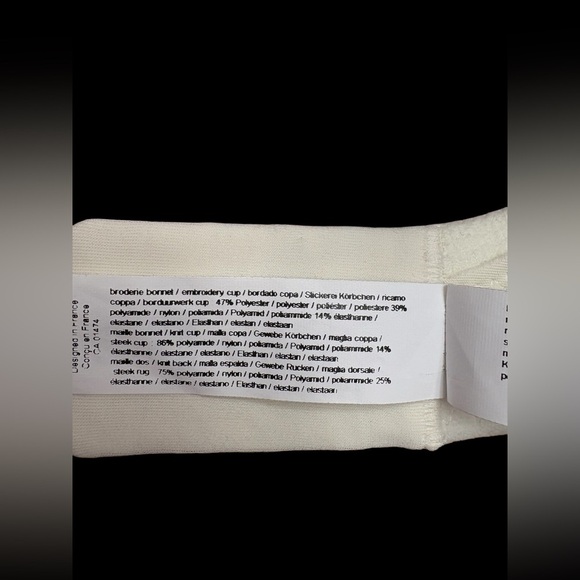 Designed in France
Conçu en France
CA 01474
broderie bonnet / embroidery cup / bordado copa / Stickerei Körbchen / ricamo
coppa / borduurwerk cup 47% Polyester / polyester / poliéster / poliestere 39%
polyamide / nylon / poliamida / Polyamid / poliammide 14% élasthanne /
elastane / elastano / Elasthan / elastan / elastaan
maille bonnet / knit cup / malla copa / Gewebe Körbchen / maglia coppa /
steek cup 86% polyamide / nylon / poliamida / Polyamid / poliammide 14%
élasthanne / elastane / elastano / Elasthan / elastan / elastaan
maille dos / knit back / malla espalda / Gewebe Rucken / maglia dorsale /
steek rug 75% polyamide / nylon / poliamida / Polyamid / poliammide 25%
élasthanne / elastane / elastano / Elasthan / elastan / elastaan